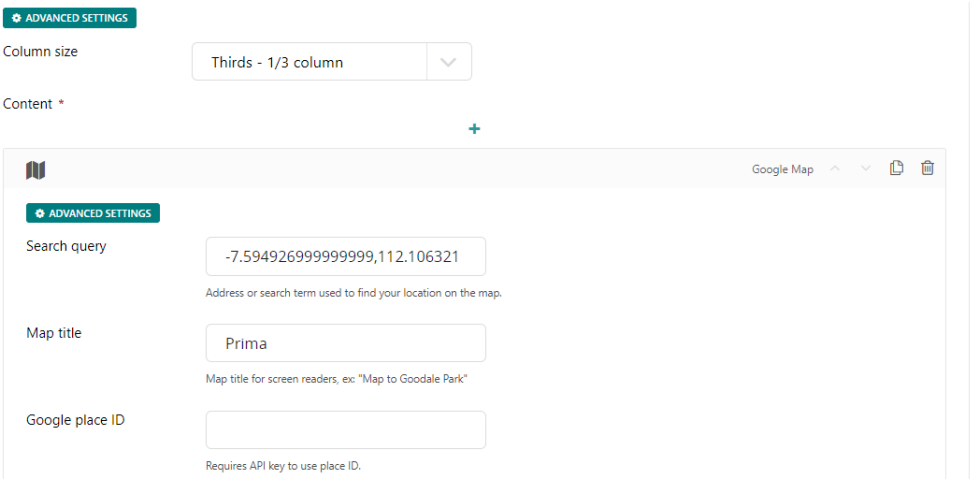 ADVANCED SETTINGS
Column size
Thirds - 1/3 column
Content *
+
Google Map
ADVANCED SETTINGS
Search query
-7.594926999999999,112.106321
Address or search term used to find your location on the map.
Map title
Prima
Map title for screen readers, ex: "Map to Goodale Park"
Google place ID
Requires API key to use place ID.